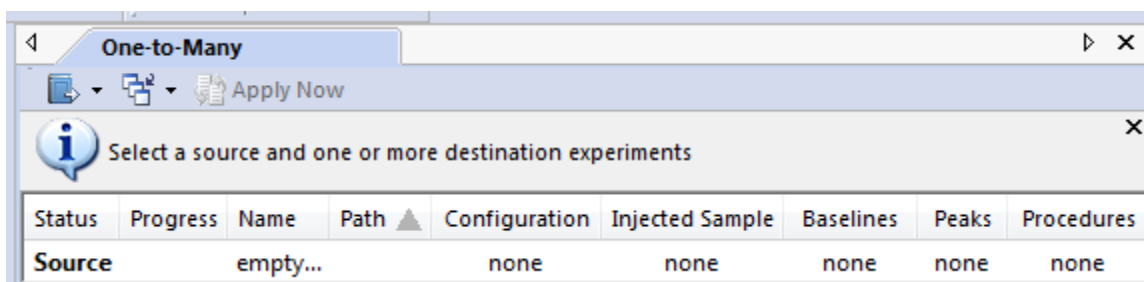 One-to-Many
Apply Now
Select a source and one or more destination experiments
Status Progress Name Path Configuration Injected Sample Baselines Peaks Procedures
Source empty... none none none none none